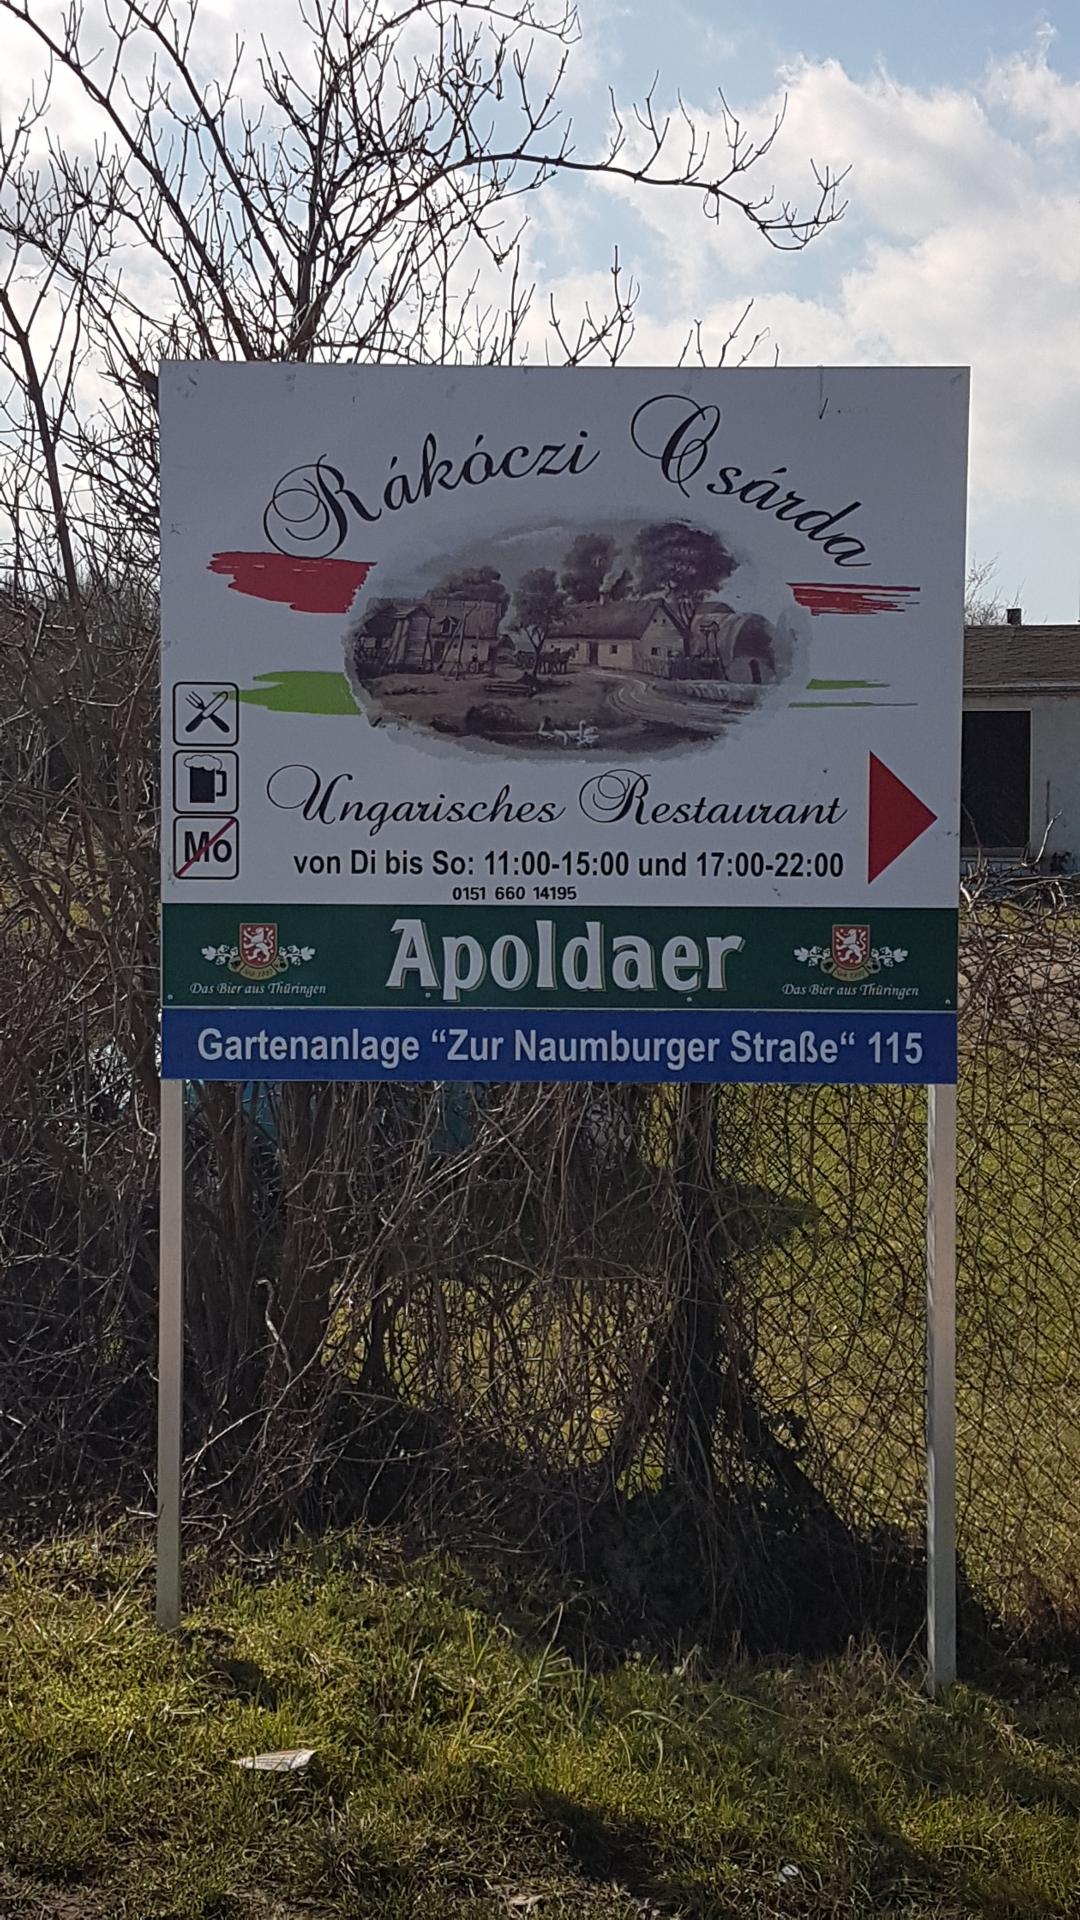 Rákóczi Csárda
Ungarisches Restaurant
Mo
von Di bis So: 11:00-15:00 und 17:00-22:00
0151 660 14195
Apoldaer
Das Bier aus Thüringen
Das Bier aus Thüringen
Gartenanlage “Zur Naumburger Straße“ 115